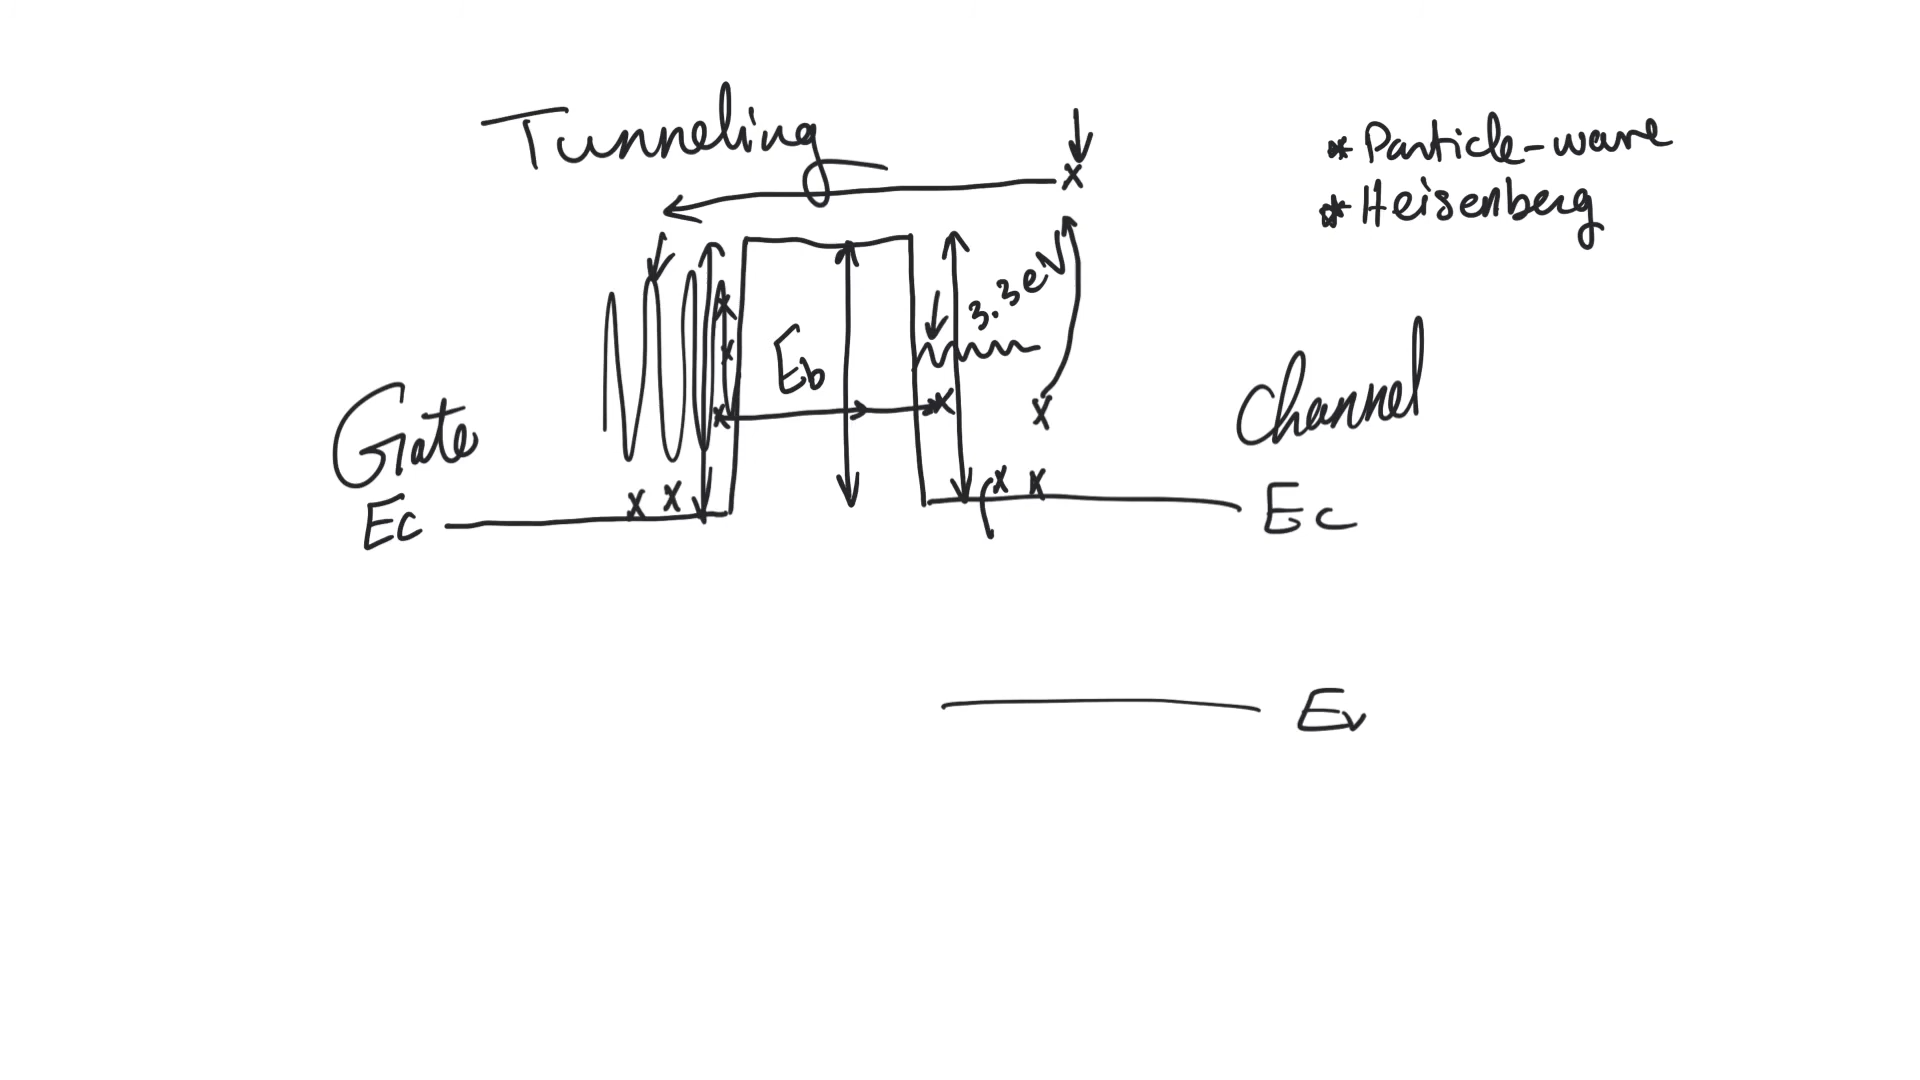 Tunneling
* Particle-wave
* Heisenberg
3.3eV
Eb
Gate
Channel
Ec
Ec
Ev